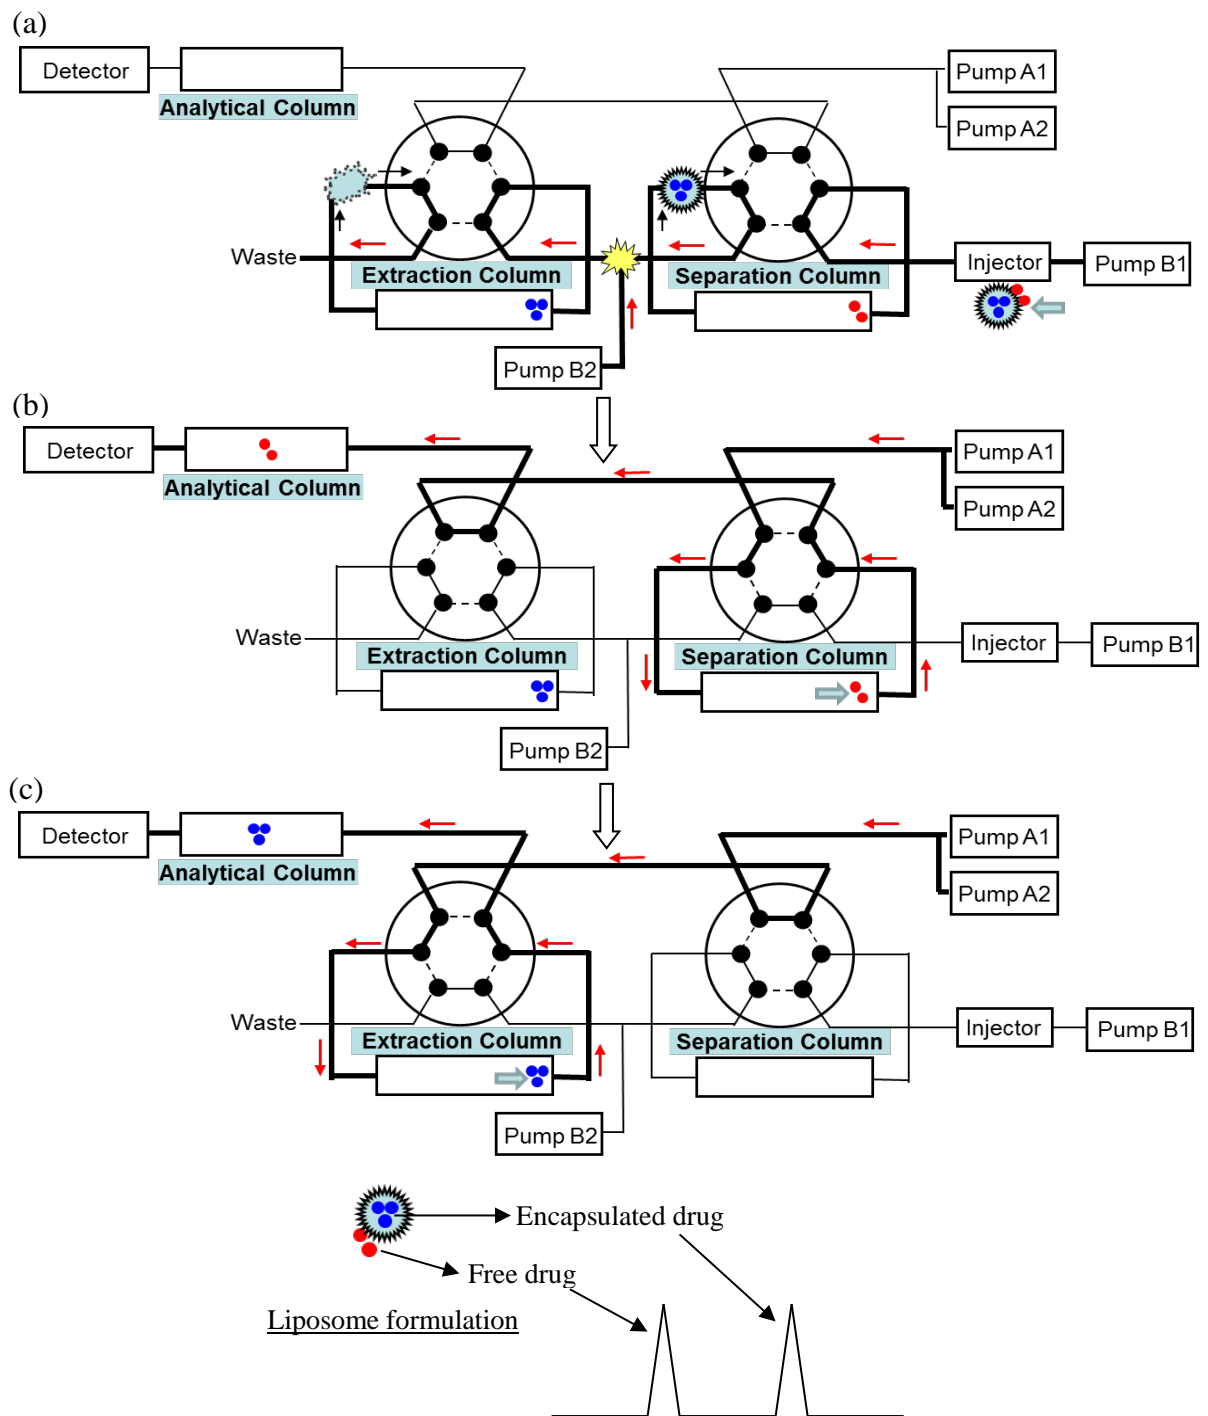 (a)
Detector
Analytical Column
Pump A1
Pump A2
Waste
Extraction Column
Separation Column
Injector
Pump B1
Pump B2
(b)
Detector
Analytical Column
Pump A1
Pump A2
Waste
Extraction Column
Separation Column
Injector
Pump B1
Pump B2
(c)
Detector
Analytical Column
Pump A1
Pump A2
Waste
Extraction Column
Separation Column
Injector
Pump B1
Pump B2
Encapsulated drug
Free drug
Liposome formulation